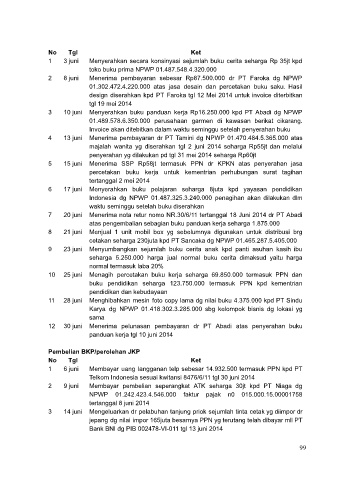 No Tgl Ket
1 3 juni Menyerahkan secara konsinyasi sejumlah buku cerita seharga Rp 35jt kpd
toko buku prima NPWP 01.487.548.4.320.000
2 8 juni Menerima pembayaran sebesar Rp67.500.000 dr PT Faroka dg NPWP
01.302.472.4.220.000 atas jasa desain dan percetakan buku saku. Hasil
design diserahkan kpd PT Faroka tgl 12 Mei 2014 untuk invoice diterbitkan
tgl 19 mei 2014
3 10 juni Menyerahkan buku panduan kerja Rp16.250.000 kpd PT Abadi dg NPWP
01.489.578.6.350.000 perusahaan garmen di kawasan berikat cikarang.
Invoice akan diterbitkan dalam waktu seminggu setelah penyerahan buku
4 13 juni Menerima pembayaran dr PT Tamini dg NPWP 01.470.484.5.365.000 atas
majalah wanita yg diserahkan tgl 2 juni 2014 seharga Rp55jt dan melalui
penyerahan yg dilakukan pd tgl 31 mei 2014 seharga Rp60jt
5 15 juni Menerima SSP Rp58jt termasuk PPN dr KPKN atas penyerahan jasa
percetakan buku kerja untuk kementrian perhubungan surat tagihan
tertanggal 2 mei 2014
6 17 juni Menyerahkan buku pelajaran seharga 8juta kpd yayasan pendidikan
Indonesia dg NPWP 01.487.325.3.240.000 penagihan akan dilakukan dlm
waktu seminggu setelah buku diserahkan
7 20 juni Menerima nota retur nomo NR.30/6/11 tertanggal 18 Juni 2014 dr PT Abadi
atas pengembalian sebagian buku panduan kerja seharga 1.875.000
8 21 juni Menjual 1 unit mobil box yg sebelumnya digunakan untuk distribusi brg
cetakan seharga 230juta kpd PT Sancaka dg NPWP 01.465.287.5.405.000
9 23 juni Menyumbangkan sejumlah buku cerita anak kpd panti asuhan kasih ibu
seharga 5.250.000 harga jual normal buku cerita dimaksud yaitu harga
normal termasuk laba 20%
10 25 juni Menagih percetakan buku kerja seharga 69.850.000 termasuk PPN dan
buku pendidikan seharga 123.750.000 termasuk PPN kpd kementrian
pendidikan dan kebudayaan
11 28 juni Menghibahkan mesin foto copy lama dg nilai buku 4.375.000 kpd PT Sindu
Karya dg NPWP 01.418.302.3.285.000 sbg kelompok bisnis dg lokasi yg
sama
12 30 juni Menerima pelunasan pembayaran dr PT Abadi atas penyerahan buku
panduan kerja tgl 10 juni 2014
Pembelian BKP/perolehan JKP
No Tgl Ket
1 6 juni Membayar uang langganan telp sebesar 14.932.500 termasuk PPN kpd PT
Telkom Indonesia sesuai kwitansi 8476/6/11 tgl 30 juni 2014
2 9 juni Membayar pembelian seperangkat ATK seharga 30jt kpd PT Niaga dg
NPWP 01.242.423.4.546.000 faktur pajak n0 015.000.15.00001758
tertanggal 8 juni 2014
3 14 juni Mengeluarkan dr pelabuhan tanjung priok sejumlah tinta cetak yg diimpor dr
jepang dg nilai impor 165juta besarnya PPN yg terutang telah dibayar mll PT
Bank BNI dg PIB 002478-VI-011 tgl 13 juni 2014
99